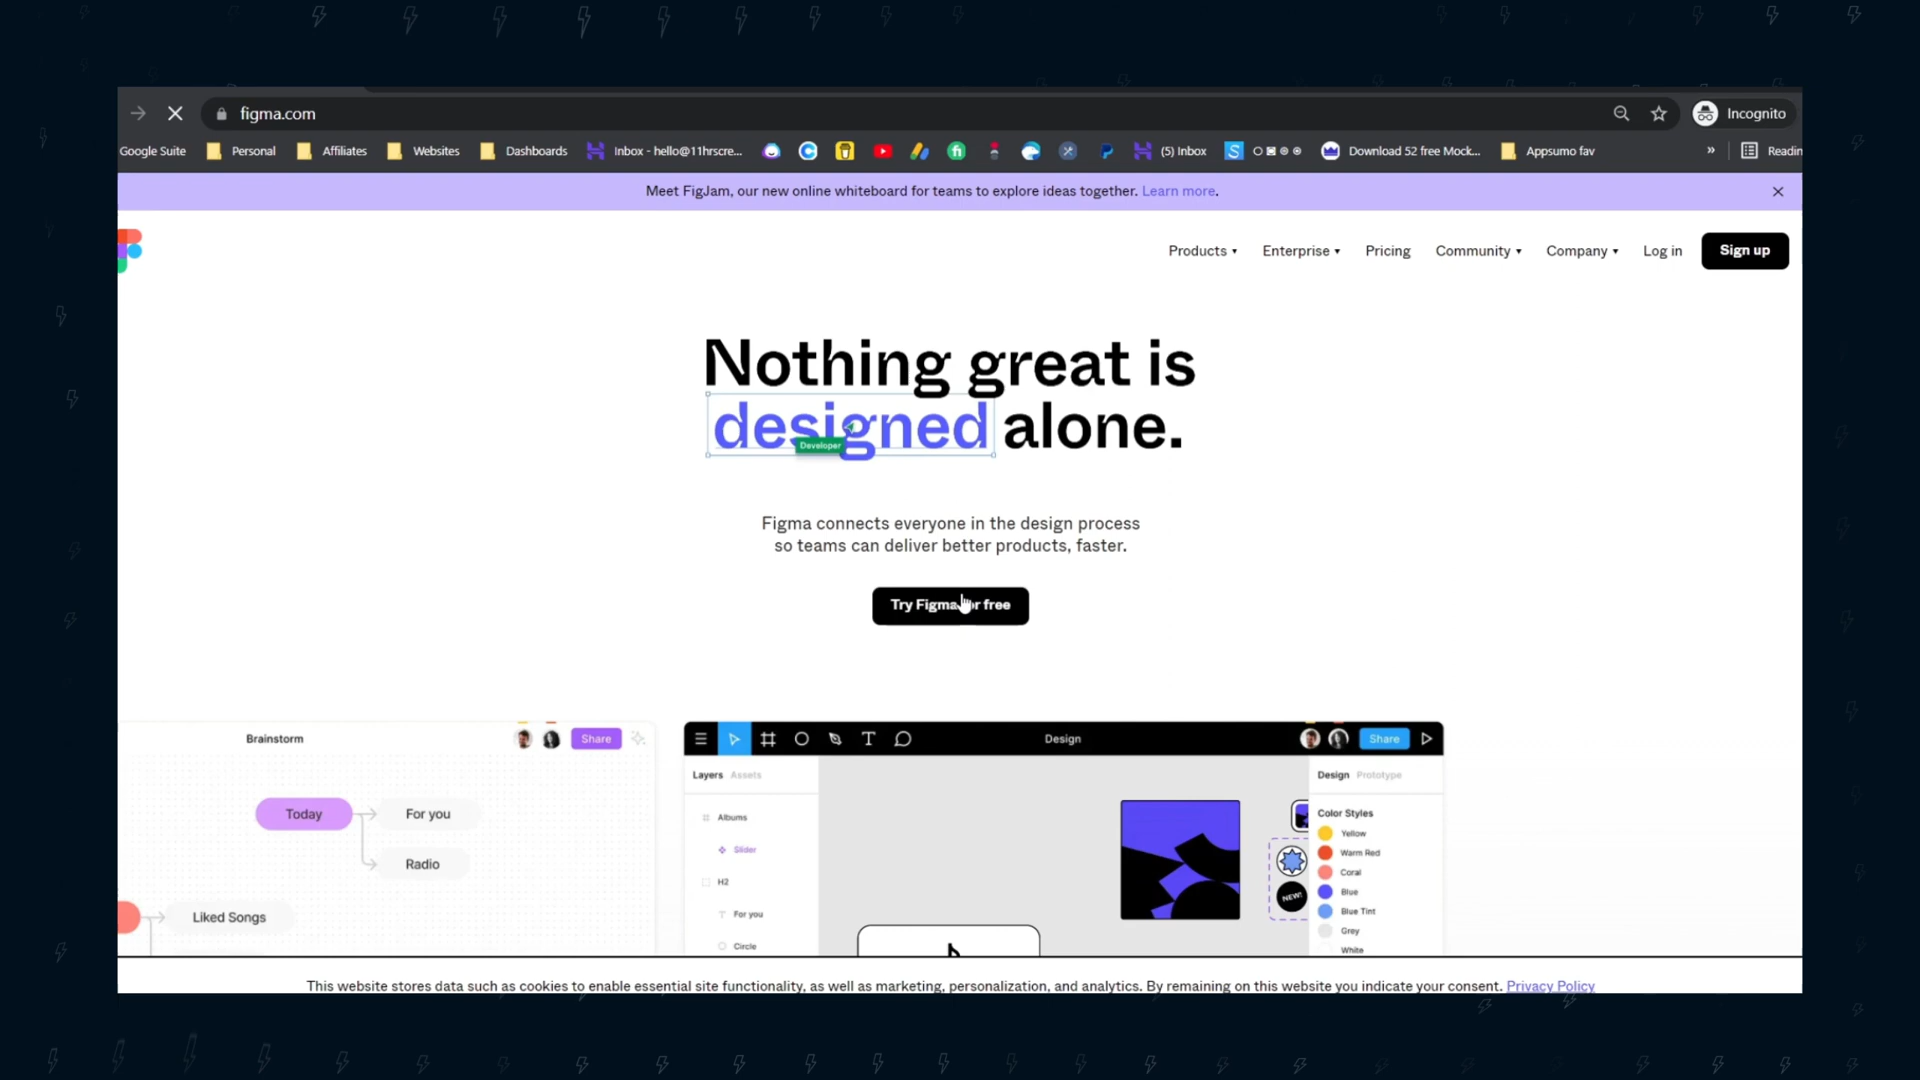 figma.com
Incognito
Google Suite
Personal
Affiliates
Websites
Dashboards
Inbox - hello@11hrscre...
(5) Inbox
Download 52 free Mock...
Appsumo fav
»
Readin
Meet FigJam, our new online whiteboard for teams to explore ideas together. Learn more.
Products
Enterprise
Pricing
Community
Company
Log in
Sign up
Nothing great is
designed alone.
Developer
Figma connects everyone in the design process
so teams can deliver better products, faster.
Try Figma for free
Brainstorm
Share
Today
For you
Radio
Liked Songs
Design
Share
Layers Assets
Albums
Slider
H2
For you
Circle
NEW!
Design Prototype
Color Styles
Yellow
Warm Red
Coral
Blue
Blue Tint
Grey
White
This website stores data such as cookies to enable essential site functionality, as well as marketing, personalization, and analytics. By remaining on this website you indicate your consent. Privacy Policy